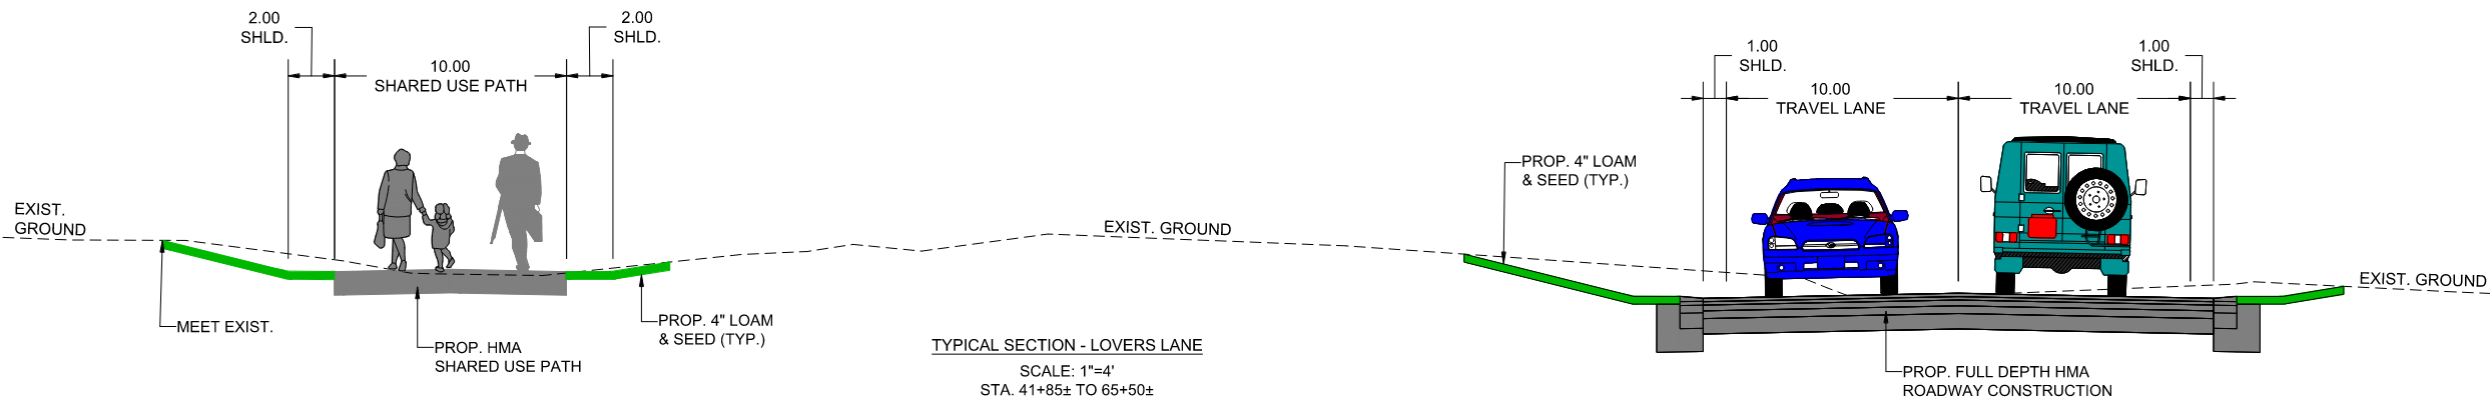 2.00
SHLD.
2.00
SHLD.
10.00
SHARED USE PATH
1.00
SHLD.
1.00
SHLD.
10.00
TRAVEL LANE
10.00
TRAVEL LANE
PROP. 4" LOAM
& SEED (TYP.)
EXIST.
GROUND
EXIST. GROUND
EXIST. GROUND
MEET EXIST.
PROP. HMA
SHARED USE PATH
PROP. 4" LOAM
& SEED (TYP.)
TYPICAL SECTION - LOVERS LANE
SCALE: 1"=4'
STA. 41+85± TO 65+50±
PROP. FULL DEPTH HMA
ROADWAY CONSTRUCTION